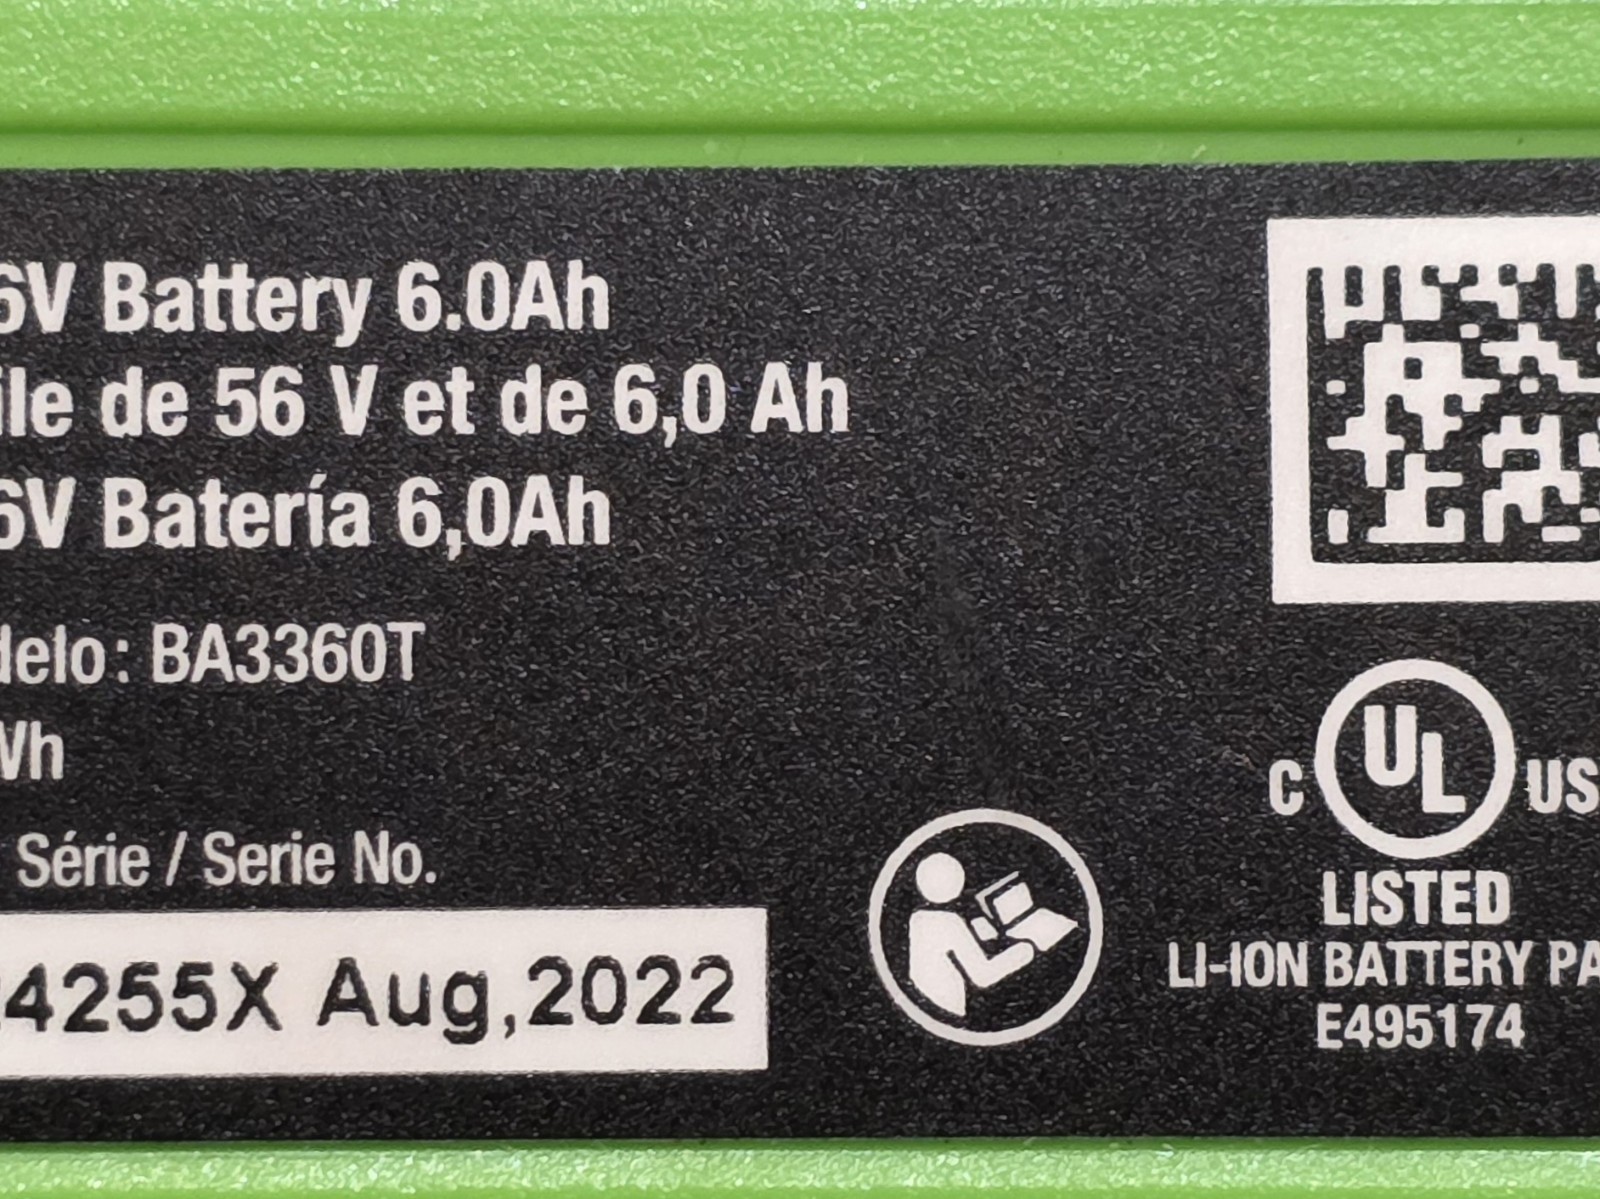 6V Battery 6.0Ah
ile de 56 V et de 6,0 Ah
6V Batería 6,0Ah
delo: BA3360T
Wh
Série / Serie No.
4255X Aug,2022
C UL US
LISTED
LI-ION BATTERY PA
E495174